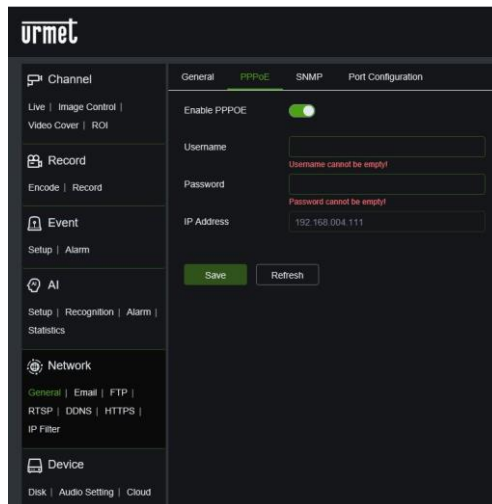 urmet
Channel
Live | Image Control |
Video Cover | ROI
Record
Encode | Record
Event
Setup | Alarm
AI
Setup | Recognition | Alarm |
Statistics
Network
General | Email | FTP |
RTSP | DDNS | HTTPS |
IP Filter
Device
Disk | Audio Setting | Cloud
General PPPoE SNMP Port Configuration
Enable PPPOE
Username
Username cannot be empty!
Password
Password cannot be empty!
IP Address 192.168.004.111
Save Refresh